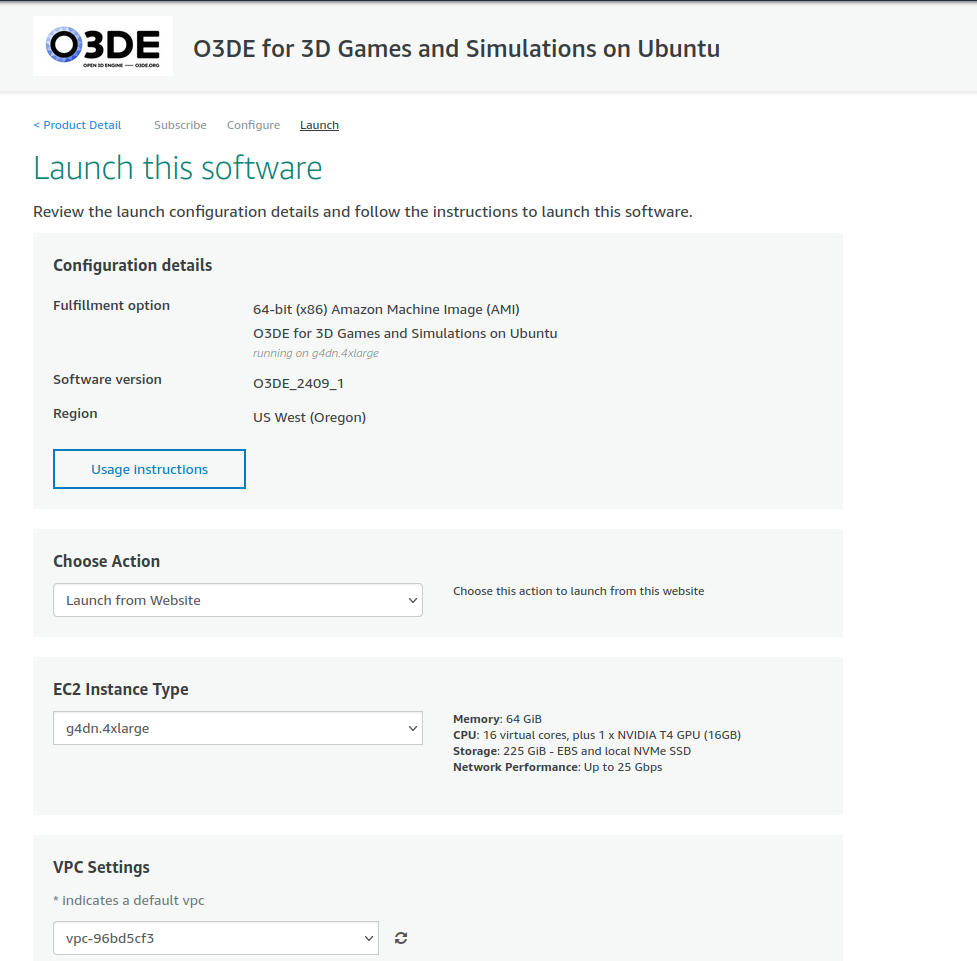 O3DE
OPEN 3D ENGINE — O3DE.ORG
O3DE for 3D Games and Simulations on Ubuntu
< Product Detail Subscribe Configure Launch
Launch this software
Review the launch configuration details and follow the instructions to launch this software.
Configuration details
Fulfillment option
64-bit (x86) Amazon Machine Image (AMI)
O3DE for 3D Games and Simulations on Ubuntu
running on g4dn.4xlarge
Software version
O3DE_2409_1
Region
US West (Oregon)
Usage instructions
Choose Action
Launch from Website
Choose this action to launch from this website
EC2 Instance Type
g4dn.4xlarge
Memory: 64 GiB
CPU: 16 virtual cores, plus 1 x NVIDIA T4 GPU (16GB)
Storage: 225 GiB - EBS and local NVMe SSD
Network Performance: Up to 25 Gbps
VPC Settings
* indicates a default vpc
vpc-96bd5cf3